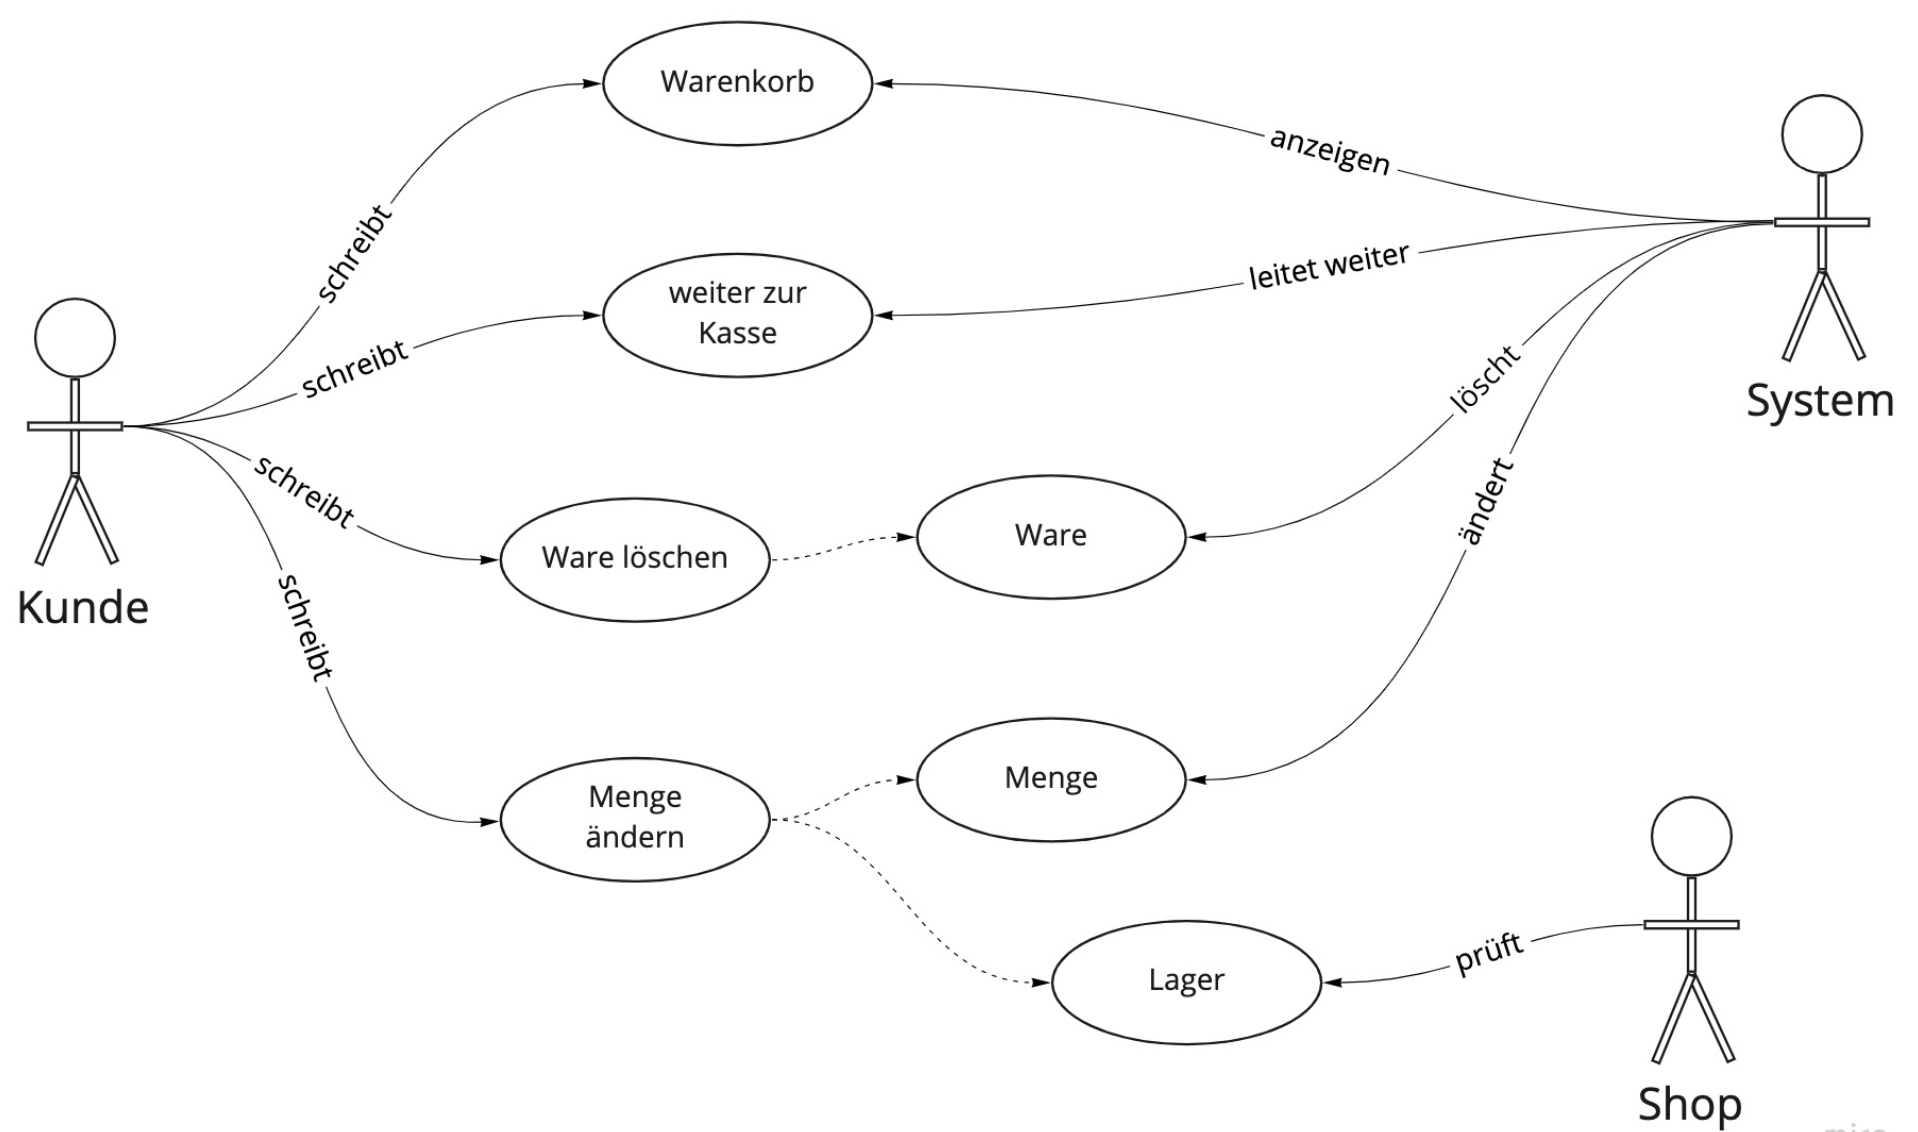 Warenkorb
anzeigen
schreibt
weiter zur
Kasse
leitet weiter
schreibt
System
löscht
schreibt
Ware löschen
Ware
ändert
Kunde
schreibt
Menge
ändern
Menge
Lager
prüft
Shop
miro